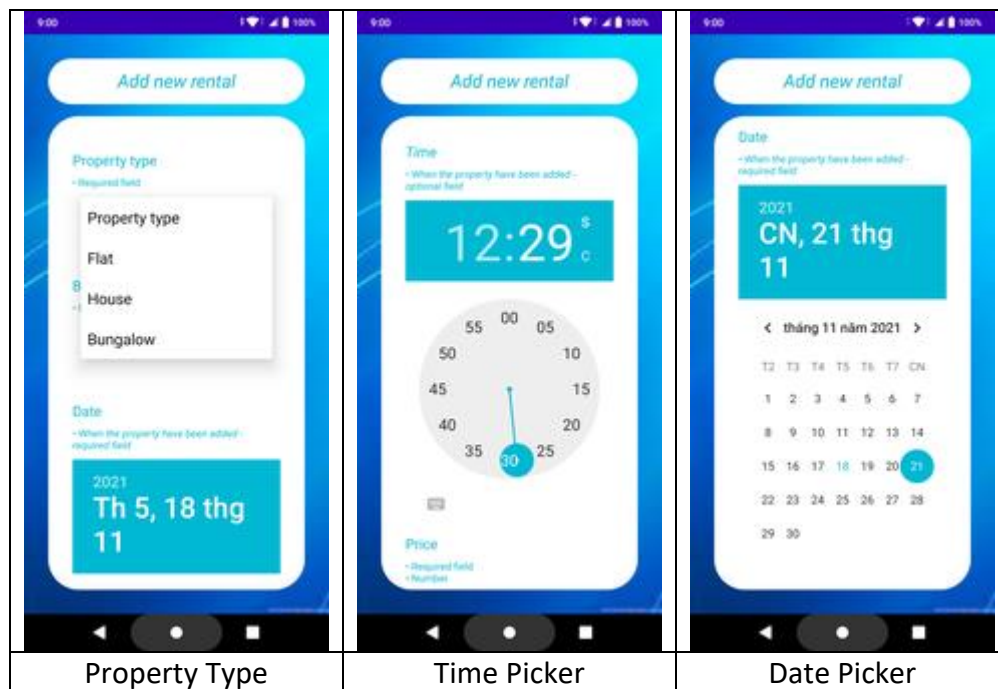 9:00
100%
Add new rental
Property type
- Required field
Property type
Flat
House
Bungalow
B
Date
- When the property have been added -
required field
2021
Th 5, 18 thg
11
Property Type
9:00
100%
Add new rental
Time
- When the property have been added -
optional field
12:29
S
C
00
55 05
50 10
45 15
40 20
35 30 25
Price
- Required field
- Number
Time Picker
9:00
100%
Add new rental
Date
- When the property have been added -
required field
2021
CN, 21 thg
11
< tháng 11 năm 2021 >
T2 T3 T4 T5 T6 T7 CN
1 2 3 4 5 6 7
8 9 10 11 12 13 14
15 16 17 18 19 20 21
22 23 24 25 26 27 28
29 30
Date Picker